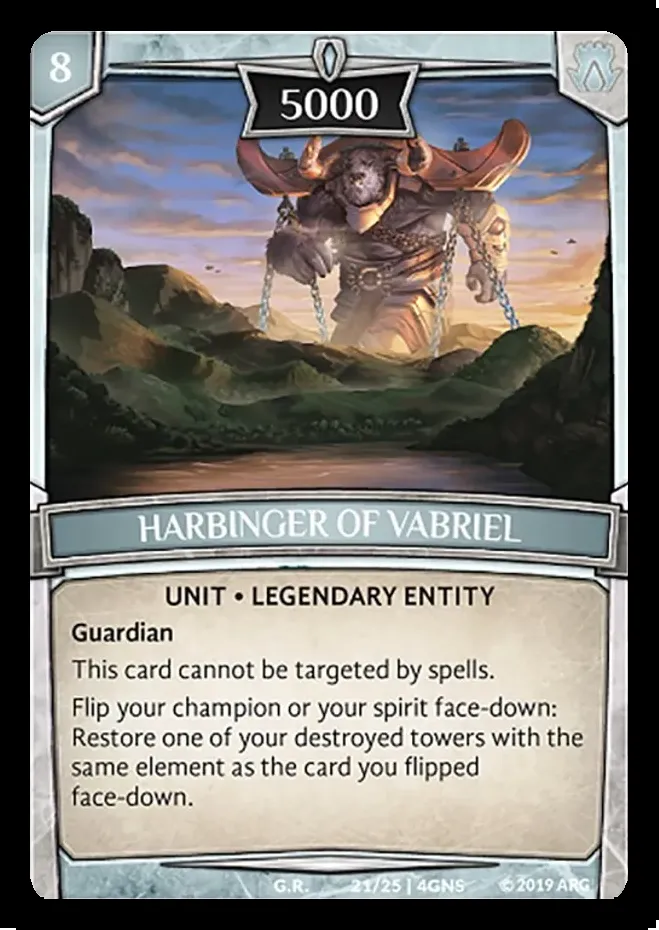 8
5000
HARBINGER OF VABRIEL
UNIT • LEGENDARY ENTITY
Guardian
This card cannot be targeted by spells.
Flip your champion or your spirit face-down:
Restore one of your destroyed towers with the
same element as the card you flipped
face-down.
G.R. 21/25 | 4GNS © 2019 ARG